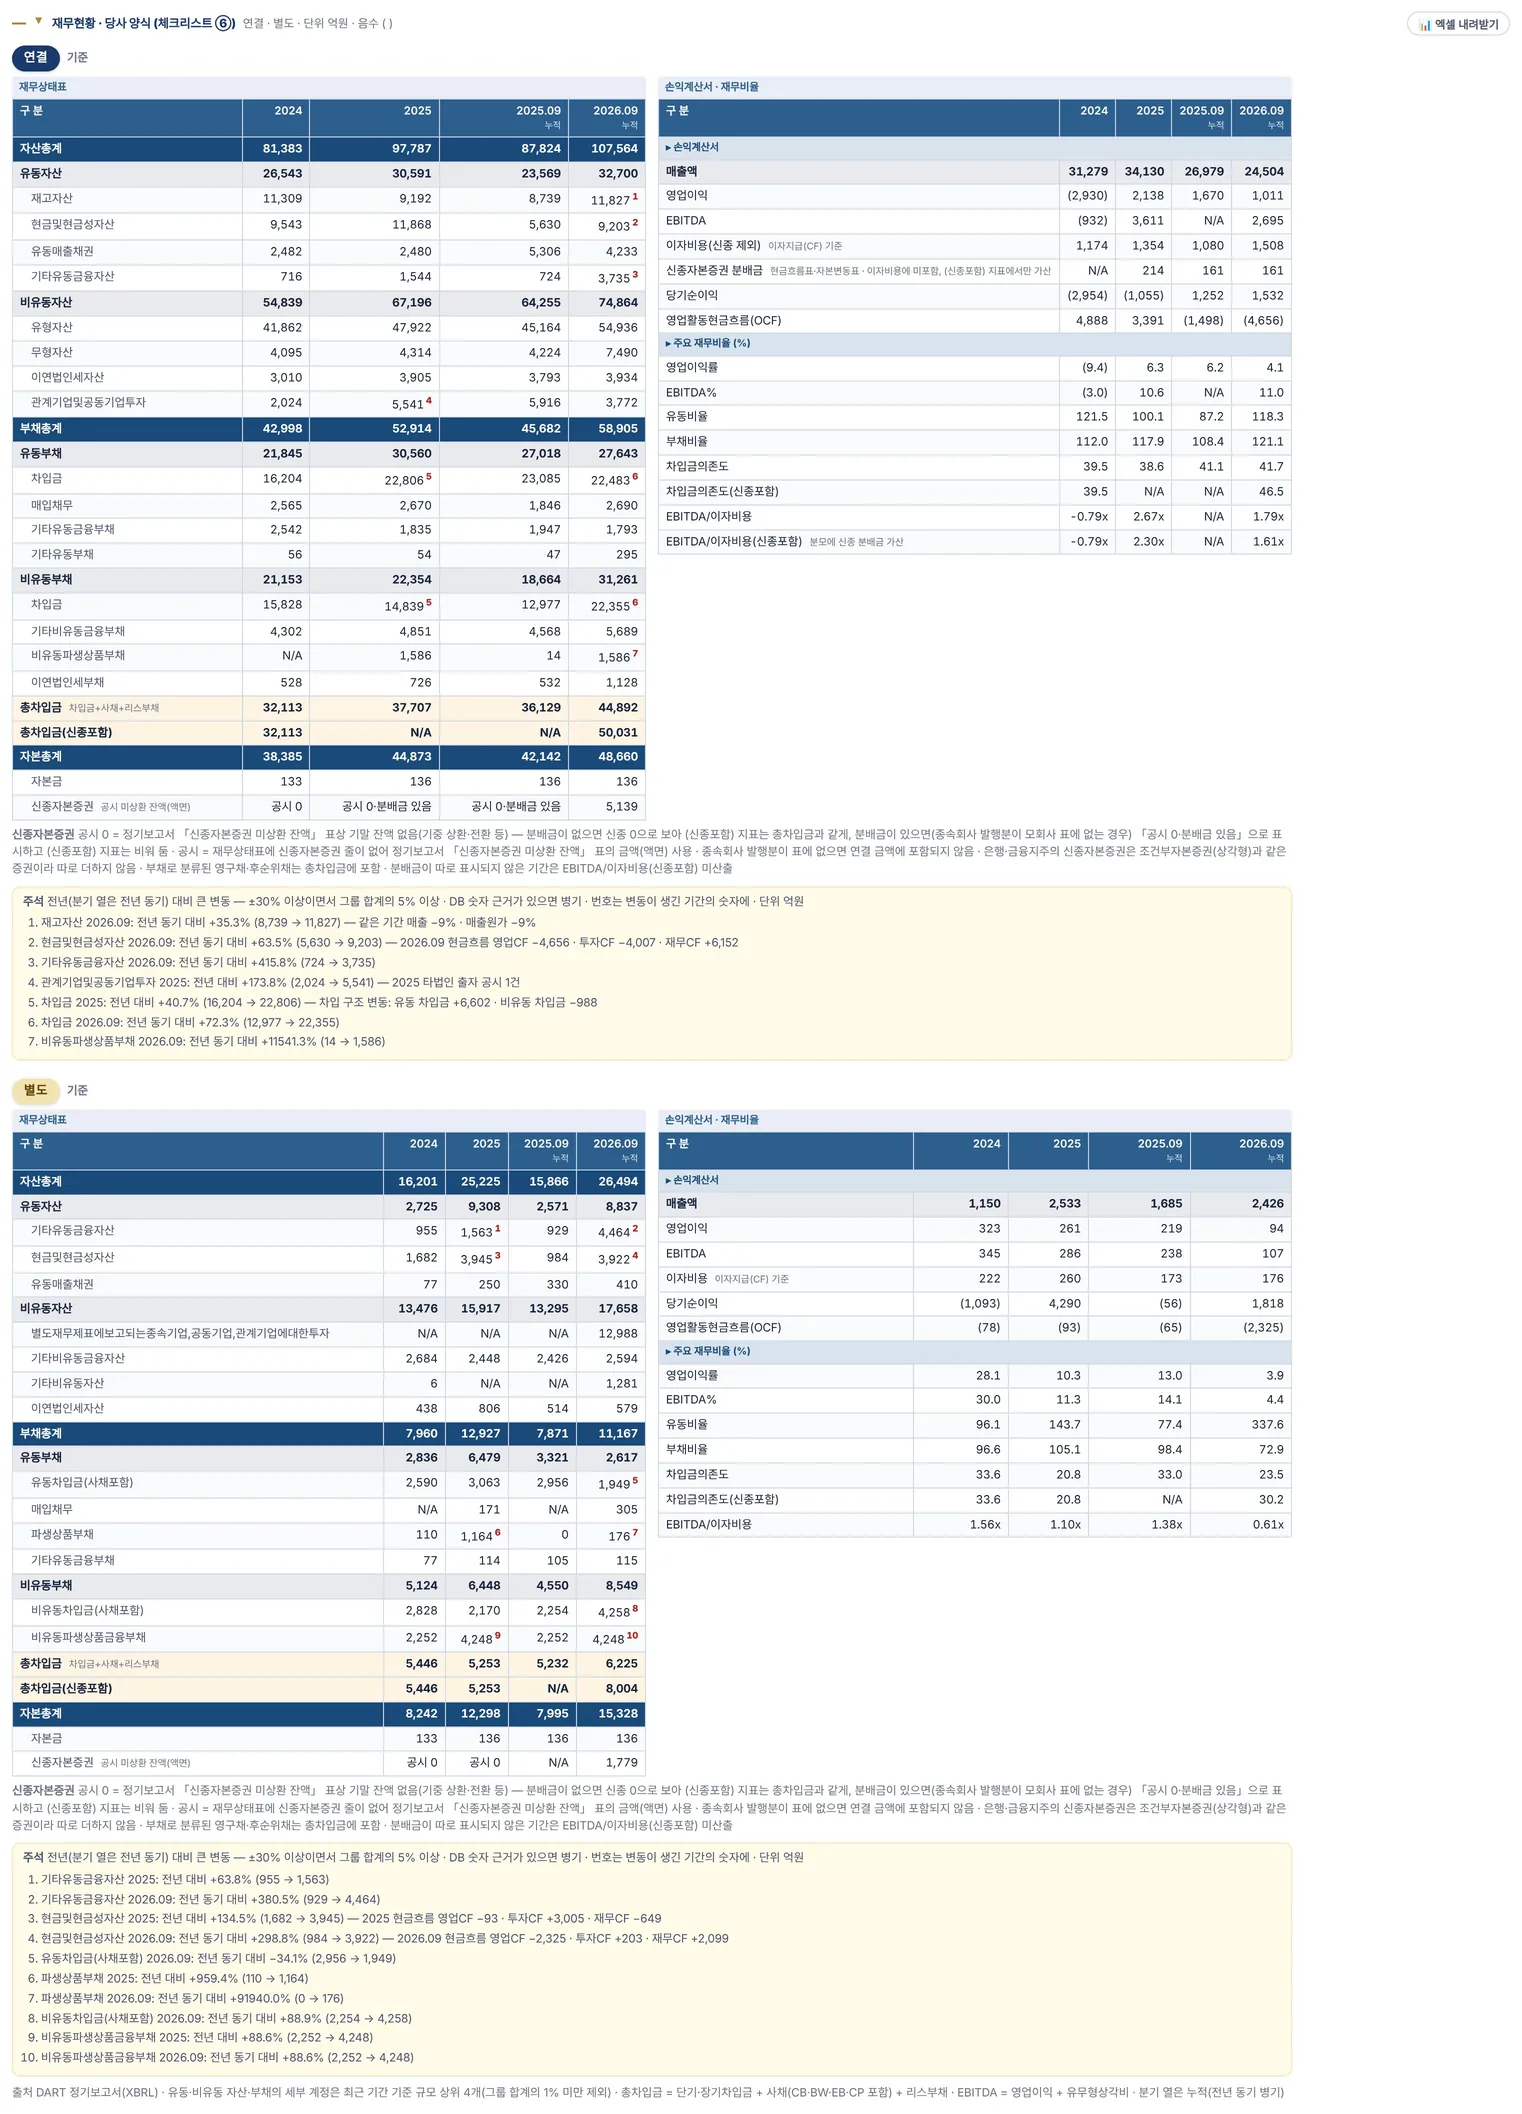 재무현황 · 당사 양식 (체크리스트 ⑥) 연결 · 별도 · 단위 억원 · 음수 ( )
📊 엑셀 내려받기
연결 기준
재무상태표
구 분 2024 2025 2025.09 누적 2026.09 누적
자산총계 81,383 97,787 87,824 107,564
유동자산 26,543 30,591 23,569 32,700
재고자산 11,309 9,192 8,739 11,827 1
현금및현금성자산 9,543 11,868 5,630 9,203 2
유동매출채권 2,482 2,480 5,306 4,233
기타유동금융자산 716 1,544 724 3,735 3
비유동자산 54,839 67,196 64,255 74,864
유형자산 41,862 47,922 45,164 54,936
무형자산 4,095 4,314 4,224 7,490
이연법인세자산 3,010 3,905 3,793 3,934
관계기업및공동기업투자 2,024 5,541 4 5,916 3,772
부채총계 42,998 52,914 45,682 58,905
유동부채 21,845 30,560 27,018 27,643
차입금 16,204 22,806 5 23,085 22,483 6
매입채무 2,565 2,670 1,846 2,690
기타유동금융부채 2,542 1,835 1,947 1,793
기타유동부채 56 54 47 295
비유동부채 21,153 22,354 18,664 31,261
차입금 15,828 14,839 5 12,977 22,355 6
기타비유동금융부채 4,302 4,851 4,568 5,689
비유동파생상품부채 N/A 1,586 14 1,586 7
이연법인세부채 528 726 532 1,128
총차입금 차입금+사채+리스부채 32,113 37,707 36,129 44,892
총차입금(신종포함) 32,113 N/A N/A 50,031
자본총계 38,385 44,873 42,142 48,660
자본금 133 136 136 136
신종자본증권 공시 미상환 잔액(액면) 공시 0 공시 0·분배금 있음 공시 0·분배금 있음 5,139
손익계산서 · 재무비율
구 분 2024 2025 2025.09 누적 2026.09 누적
▸ 손익계산서
매출액 31,279 34,130 26,979 24,504
영업이익 (2,930) 2,138 1,670 1,011
EBITDA (932) 3,611 N/A 2,695
이자비용(신종 제외) 이자지급(CF) 기준 1,174 1,354 1,080 1,508
신종자본증권 분배금 현금흐름표·자본변동표 · 이자비용에 미포함, (신종포함) 지표에서만 가산 N/A 214 161 161
당기순이익 (2,954) (1,055) 1,252 1,532
영업활동현금흐름(OCF) 4,888 3,391 (1,498) (4,656)
▸ 주요 재무비율 (%)
영업이익률 (9.4) 6.3 6.2 4.1
EBITDA% (3.0) 10.6 N/A 11.0
유동비율 121.5 100.1 87.2 118.3
부채비율 112.0 117.9 108.4 121.1
차입금의존도 39.5 38.6 41.1 41.7
차입금의존도(신종포함) 39.5 N/A N/A 46.5
EBITDA/이자비용 -0.79x 2.67x N/A 1.79x
EBITDA/이자비용(신종포함) 분모에 신종 분배금 가산 -0.79x 2.30x N/A 1.61x
신종자본증권 공시 0 = 정기보고서 「신종자본증권 미상환 잔액」 표상 기말 잔액 없음(기중 상환·전환 등) — 분배금이 없으면 신종 0으로 보아 (신종포함) 지표는 총차입금과 같게, 분배금이 있으면(종속회사 발행분이 모회사 표에 없는 경우) 「공시 0·분배금 있음」으로 표
시하고 (신종포함) 지표는 비워 둠 · 공시 = 재무상태표에 신종자본증권 줄이 없어 정기보고서 「신종자본증권 미상환 잔액」 표의 금액(액면) 사용 · 종속회사 발행분이 표에 없으면 연결 금액에 포함되지 않음 · 은행·금융지주의 신종자본증권은 조건부자본증권(상각형)과 같은
증권이라 따로 더하지 않음 · 부채로 분류된 영구채·후순위채는 총차입금에 포함 · 분배금이 따로 표시되지 않은 기간은 EBITDA/이자비용(신종포함) 미산출
주석 전년(분기 열은 전년 동기) 대비 큰 변동 — ±30% 이상이면서 그룹 합계의 5% 이상 · DB 숫자 근거가 있으면 병기 · 번호는 변동이 생긴 기간의 숫자에 · 단위 억원
1. 재고자산 2026.09: 전년 동기 대비 +35.3% (8,739 → 11,827) — 같은 기간 매출 −9% · 매출원가 −9%
2. 현금및현금성자산 2026.09: 전년 동기 대비 +63.5% (5,630 → 9,203) — 2026.09 현금흐름 영업CF −4,656 · 투자CF −4,007 · 재무CF +6,152
3. 기타유동금융자산 2026.09: 전년 동기 대비 +415.8% (724 → 3,735)
4. 관계기업및공동기업투자 2025: 전년 대비 +173.8% (2,024 → 5,541) — 2025 타법인 출자 공시 1건
5. 차입금 2025: 전년 대비 +40.7% (16,204 → 22,806) — 차입 구조 변동: 유동 차입금 +6,602 · 비유동 차입금 −988
6. 차입금 2026.09: 전년 동기 대비 +72.3% (12,977 → 22,355)
7. 비유동파생상품부채 2026.09: 전년 동기 대비 +11541.3% (14 → 1,586)
별도 기준
재무상태표
구 분 2024 2025 2025.09 누적 2026.09 누적
자산총계 16,201 25,225 15,866 26,494
유동자산 2,725 9,308 2,571 8,837
기타유동금융자산 955 1,563 1 929 4,464 2
현금및현금성자산 1,682 3,945 3 984 3,922 4
유동매출채권 77 250 330 410
비유동자산 13,476 15,917 13,295 17,658
별도재무제표에보고되는종속기업,공동기업,관계기업에대한투자 N/A N/A N/A 12,988
기타비유동금융자산 2,684 2,448 2,426 2,594
기타비유동자산 6 N/A N/A 1,281
이연법인세자산 438 806 514 579
부채총계 7,960 12,927 7,871 11,167
유동부채 2,836 6,479 3,321 2,617
유동차입금(사채포함) 2,590 3,063 2,956 1,949 5
매입채무 N/A 171 N/A 305
파생상품부채 110 1,164 6 0 176 7
기타유동금융부채 77 114 105 115
비유동부채 5,124 6,448 4,550 8,549
비유동차입금(사채포함) 2,828 2,170 2,254 4,258 8
비유동파생상품금융부채 2,252 4,248 9 2,252 4,248 10
총차입금 차입금+사채+리스부채 5,446 5,253 5,232 6,225
총차입금(신종포함) 5,446 5,253 N/A 8,004
자본총계 8,242 12,298 7,995 15,328
자본금 133 136 136 136
신종자본증권 공시 미상환 잔액(액면) 공시 0 공시 0 N/A 1,779
손익계산서 · 재무비율
구 분 2024 2025 2025.09 누적 2026.09 누적
▸ 손익계산서
매출액 1,150 2,533 1,685 2,426
영업이익 323 261 219 94
EBITDA 345 286 238 107
이자비용 이자지급(CF) 기준 222 260 173 176
당기순이익 (1,093) 4,290 (56) 1,818
영업활동현금흐름(OCF) (78) (93) (65) (2,325)
▸ 주요 재무비율 (%)
영업이익률 28.1 10.3 13.0 3.9
EBITDA% 30.0 11.3 14.1 4.4
유동비율 96.1 143.7 77.4 337.6
부채비율 96.6 105.1 98.4 72.9
차입금의존도 33.6 20.8 33.0 23.5
차입금의존도(신종포함) 33.6 20.8 N/A 30.2
EBITDA/이자비용 1.56x 1.10x 1.38x 0.61x
신종자본증권 공시 0 = 정기보고서 「신종자본증권 미상환 잔액」 표상 기말 잔액 없음(기중 상환·전환 등) — 분배금이 없으면 신종 0으로 보아 (신종포함) 지표는 총차입금과 같게, 분배금이 있으면(종속회사 발행분이 모회사 표에 없는 경우) 「공시 0·분배금 있음」으로 표
시하고 (신종포함) 지표는 비워 둠 · 공시 = 재무상태표에 신종자본증권 줄이 없어 정기보고서 「신종자본증권 미상환 잔액」 표의 금액(액면) 사용 · 종속회사 발행분이 표에 없으면 연결 금액에 포함되지 않음 · 은행·금융지주의 신종자본증권은 조건부자본증권(상각형)과 같은
증권이라 따로 더하지 않음 · 부채로 분류된 영구채·후순위채는 총차입금에 포함 · 분배금이 따로 표시되지 않은 기간은 EBITDA/이자비용(신종포함) 미산출
주석 전년(분기 열은 전년 동기) 대비 큰 변동 — ±30% 이상이면서 그룹 합계의 5% 이상 · DB 숫자 근거가 있으면 병기 · 번호는 변동이 생긴 기간의 숫자에 · 단위 억원
1. 기타유동금융자산 2025: 전년 대비 +63.8% (955 → 1,563)
2. 기타유동금융자산 2026.09: 전년 동기 대비 +380.5% (929 → 4,464)
3. 현금및현금성자산 2025: 전년 대비 +134.5% (1,682 → 3,945) — 2025 현금흐름 영업CF −93 · 투자CF +3,005 · 재무CF −649
4. 현금및현금성자산 2026.09: 전년 동기 대비 +298.8% (984 → 3,922) — 2026.09 현금흐름 영업CF −2,325 · 투자CF +203 · 재무CF +2,099
5. 유동차입금(사채포함) 2026.09: 전년 동기 대비 −34.1% (2,956 → 1,949)
6. 파생상품부채 2025: 전년 대비 +959.4% (110 → 1,164)
7. 파생상품부채 2026.09: 전년 동기 대비 +91940.0% (0 → 176)
8. 비유동차입금(사채포함) 2026.09: 전년 동기 대비 +88.9% (2,254 → 4,258)
9. 비유동파생상품금융부채 2025: 전년 대비 +88.6% (2,252 → 4,248)
10. 비유동파생상품금융부채 2026.09: 전년 동기 대비 +88.6% (2,252 → 4,248)
출처 DART 정기보고서(XBRL) · 유동·비유동 자산·부채의 세부 계정은 최근 기간 기준 규모 상위 4개(그룹 합계의 1% 미만 제외) · 총차입금 = 단기·장기차입금 + 사채(CB·BW·EB·CP 포함) + 리스부채 · EBITDA = 영업이익 + 유무형상각비 · 분기 열은 누적(전년 동기 병기)